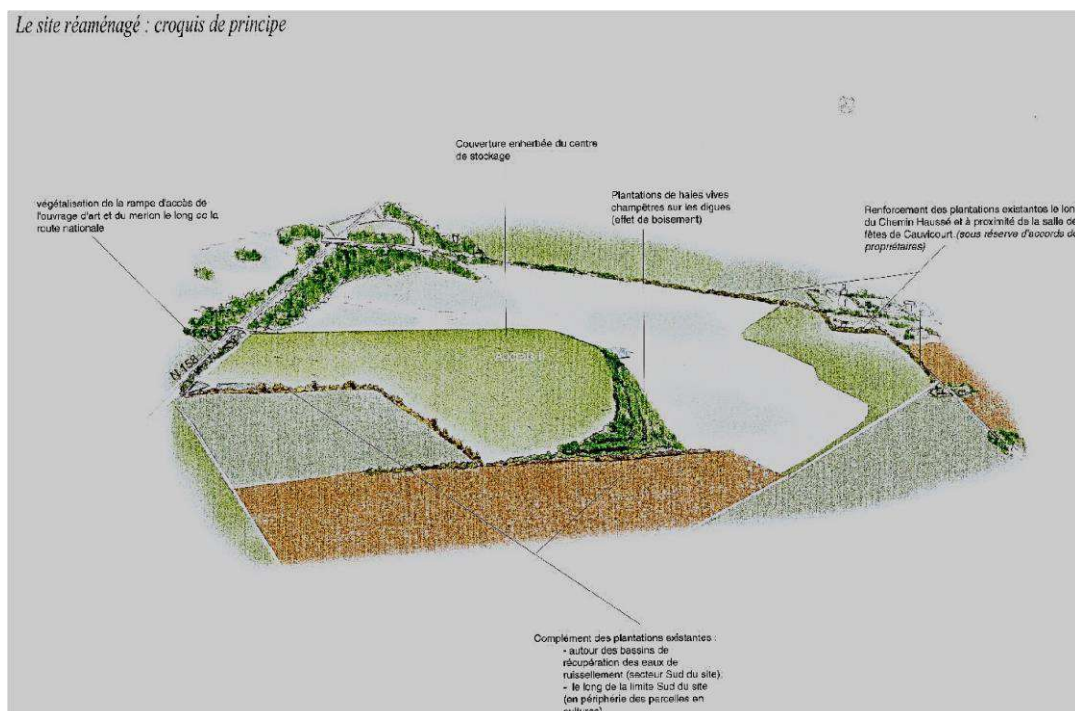 Le site réaménagé : croquis de principe
Couverture enherbée du centre
de stockage
végétalisation de la rampe d'accès de
l'ouvrage d'art et du merlon le long de la
route nationale
Plantations de haies vives
champêtres sur les digues
(effet de boisement)
Renforcement des plantations existantes le lon
du Chemin Haussé et à proximité de la salle de
fêtes de Cauvicourt (sous réserve d'accords de
propriétaires)
N 158
Complément des plantations existantes :
- autour des bassins de
récupération des eaux de
ruissellement (secteur Sud du site);
- le long de la limite Sud du site
(en périphérie des parcelles en
cultures)